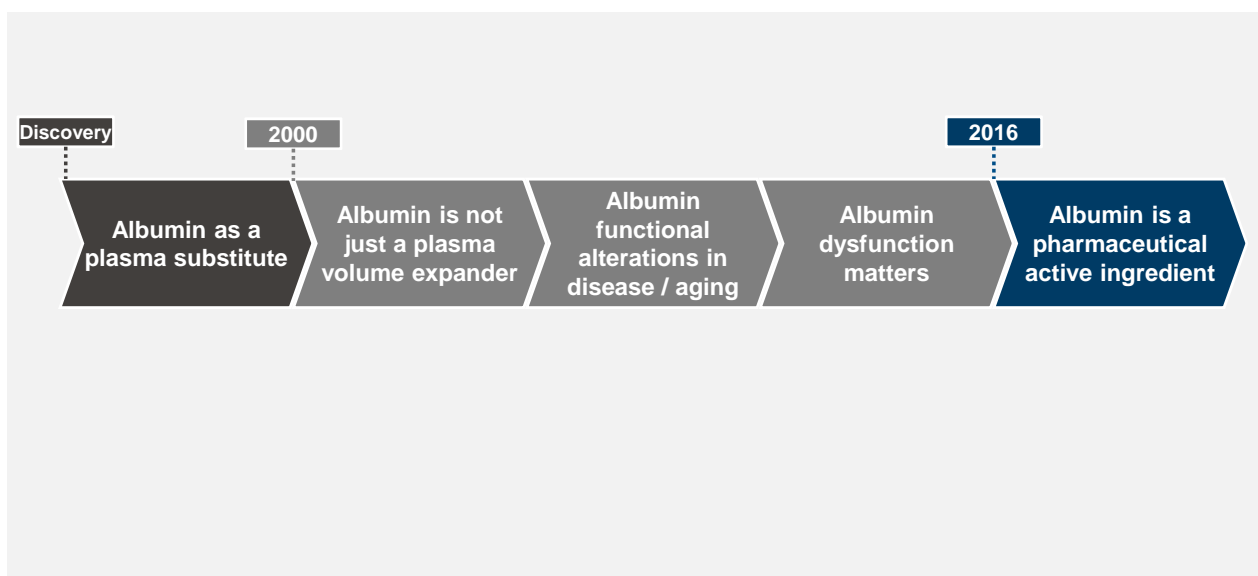 Discovery
2000
2016
Albumin as a
plasma substitute
Albumin is not
just a plasma
volume expander
Albumin
functional
alterations in
disease / aging
Albumin
dysfunction
matters
Albumin is a
pharmaceutical
active ingredient